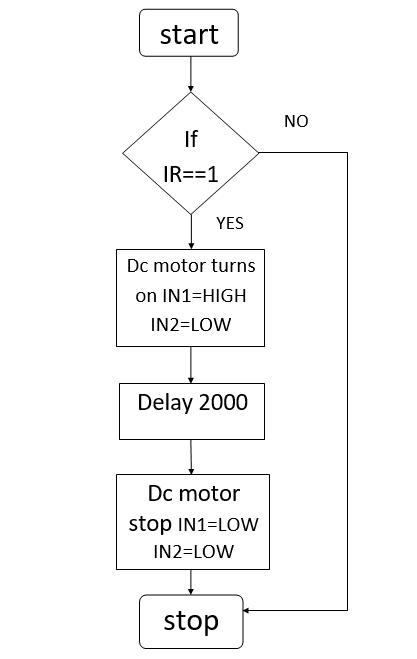 start
NO
If
IR==1
YES
Dc motor turns
on IN1=HIGH
IN2=LOW
Delay 2000
Dc motor
stop IN1=LOW
IN2=LOW
stop